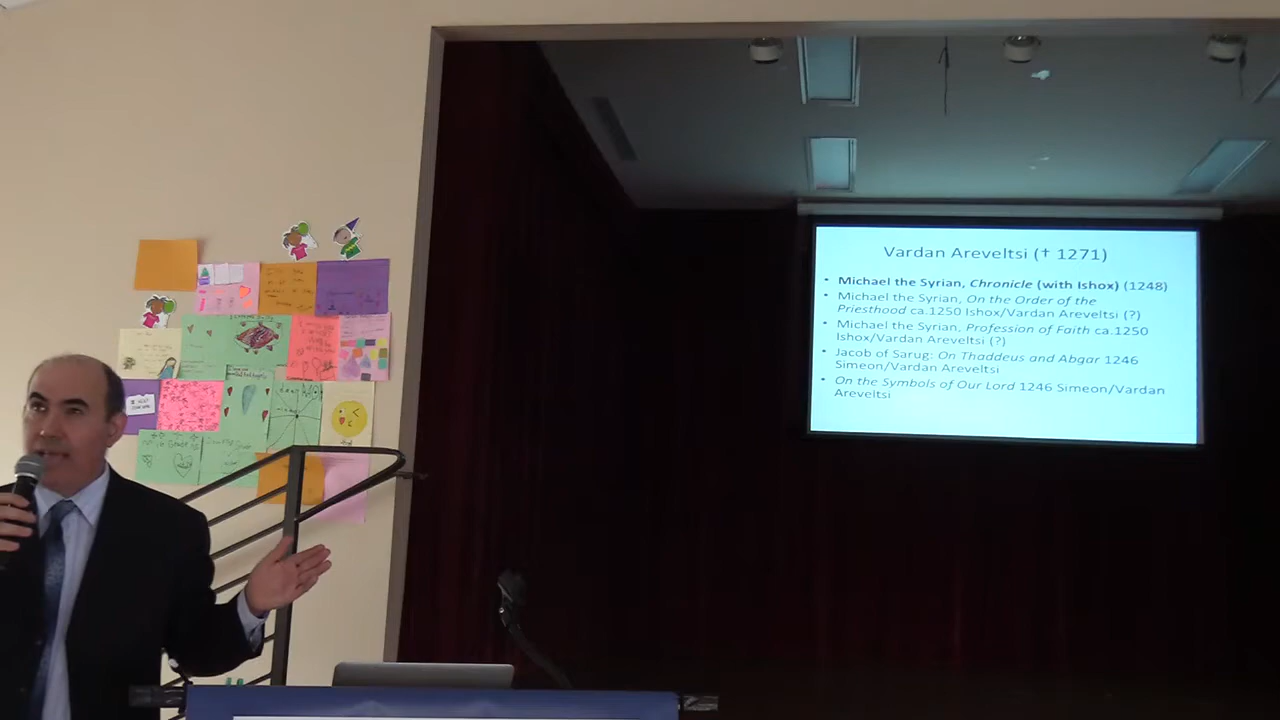 Vardan Areveltsi († 1271)
• Michael the Syrian, Chronicle (with Ishox) (1248)
• Michael the Syrian, On the Order of the
Priesthood ca.1250 Ishox/Vardan Areveltsi (?)
• Michael the Syrian, Profession of Faith ca.1250
Ishox/Vardan Areveltsi (?)
• Jacob of Sarug: On Thaddeus and Abgar 1246
Simeon/Vardan Areveltsi
• On the Symbols of Our Lord 1246 Simeon/Vardan
Areveltsi